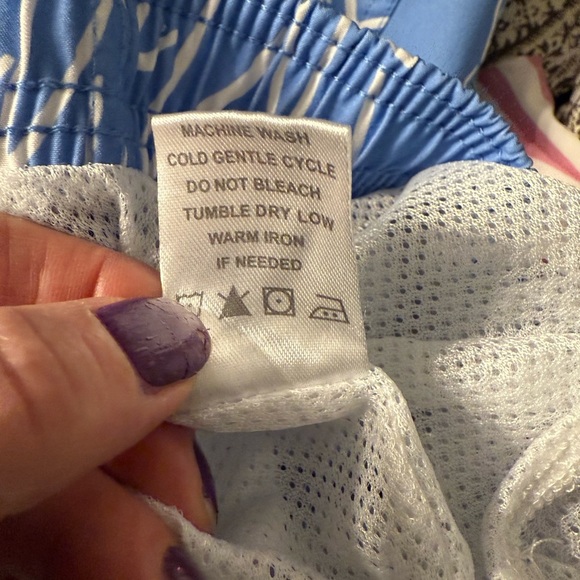 MACHINE WASH
COLD GENTLE CYCLE
DO NOT BLEACH
TUMBLE DRY LOW
WARM IRON
IF NEEDED